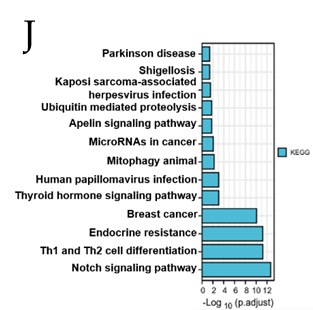 J
Parkinson disease
Shigellosis
Kaposi sarcoma-associated
herpesvirus infection
Ubiquitin mediated proteolysis
Apelin signaling pathway
MicroRNAs in cancer
Mitophagy animal
Human papillomavirus infection
Thyroid hormone signaling pathway
Breast cancer
Endocrine resistance
Th1 and Th2 cell differentiation
Notch signaling pathway
KEGG
0 2 4 6 8 10 12
-Log 10 (p.adjust)